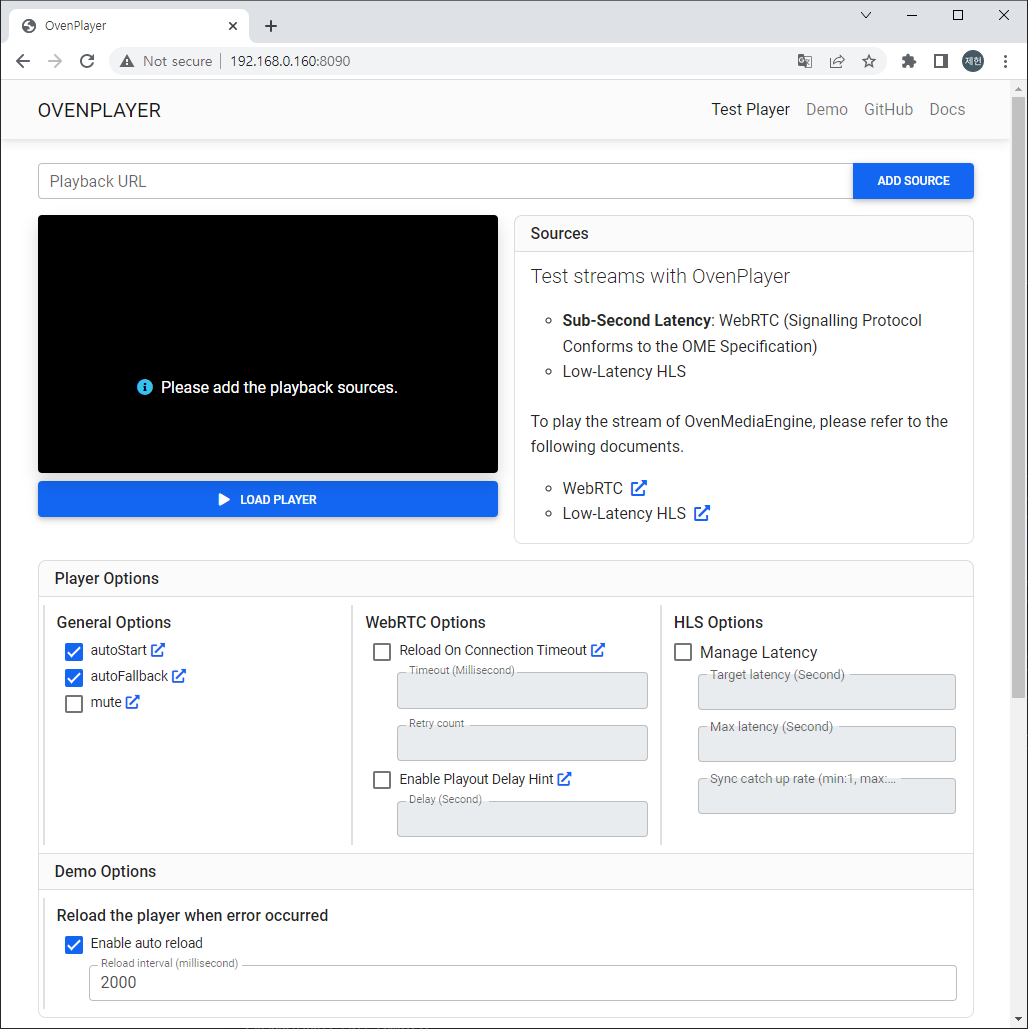 OvenPlayer
Not secure
192.168.0.160:8090
제헌
OVENPLAYER
Test Player
Demo
GitHub
Docs
Playback URL
ADD SOURCE
Please add the playback sources.
LOAD PLAYER
Sources
Test streams with OvenPlayer
Sub-Second Latency: WebRTC (Signalling Protocol
Conforms to the OME Specification)
Low-Latency HLS
To play the stream of OvenMediaEngine, please refer to the
following documents.
WebRTC
Low-Latency HLS
Player Options
General Options
autoStart
autoFallback
mute
WebRTC Options
Reload On Connection Timeout
Timeout (Millisecond)
Retry count
Enable Playout Delay Hint
Delay (Second)
HLS Options
Manage Latency
Target latency (Second)
Max latency (Second)
Sync catch up rate (min:1, max:...
Demo Options
Reload the player when error occurred
Enable auto reload
Reload interval (millisecond)
2000